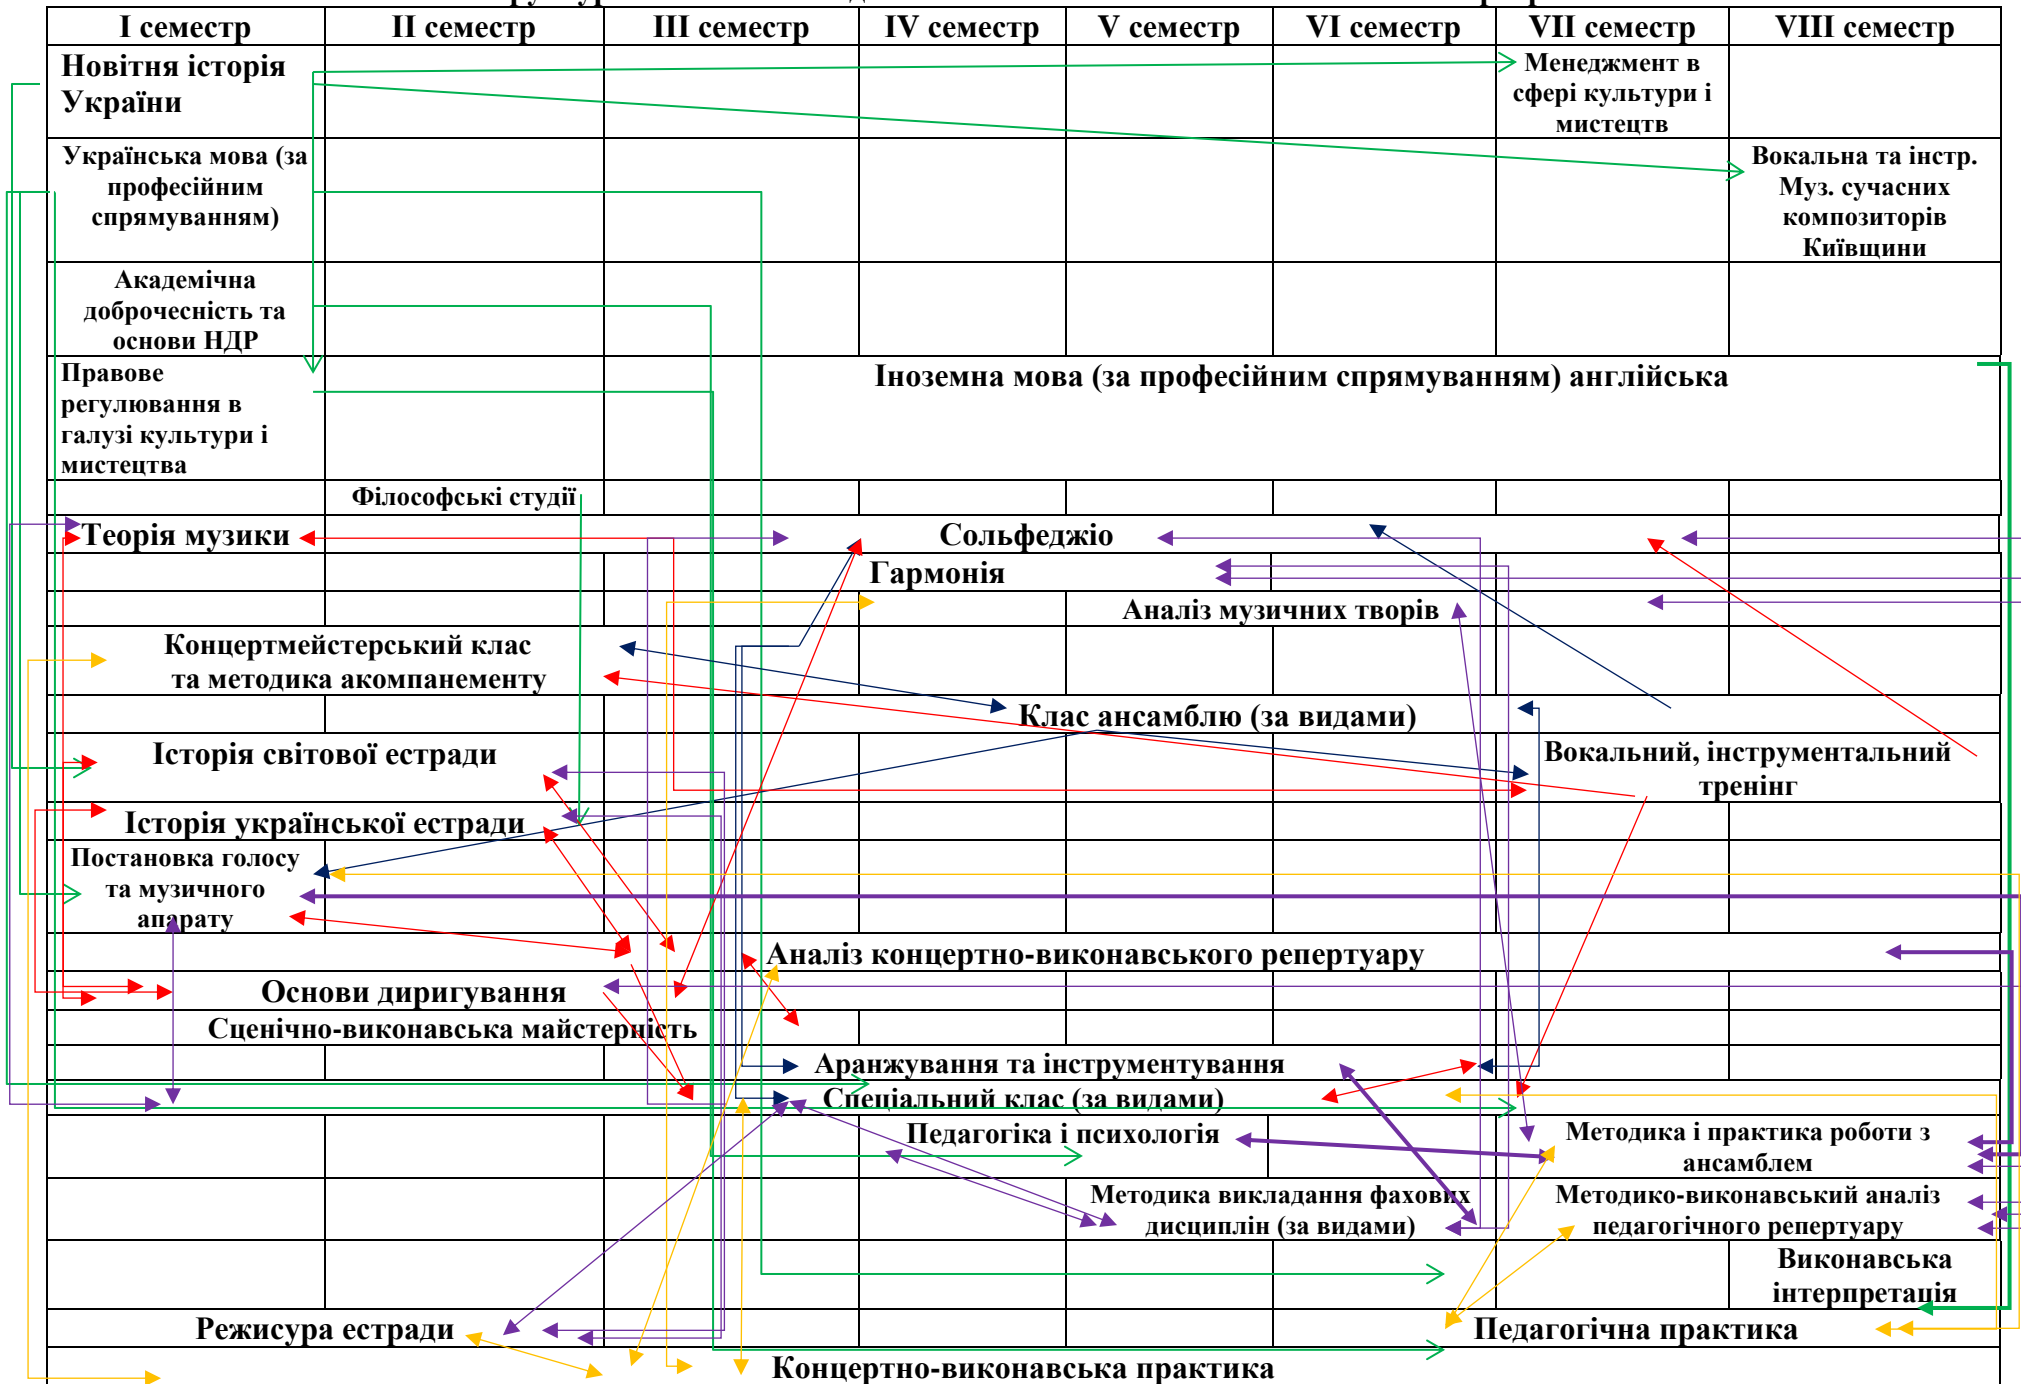 I семестр II семестр III семестр IV семестр V семестр VI семестр VII семестр VIII семестр
Новітня історія
України
Менеджмент в
сфері культури і
мистецтв
Українська мова (за
професійним
спрямуванням)
Вокальна та інстр.
Муз. сучасних
композиторів
Київщини
Академічна
доброчесність та
основи НДР
Правове
регулювання в
галузі культури і
мистецтва
Іноземна мова (за професійним спрямуванням) англійська
Філософські студії
Теорія музики
Сольфеджіо
Гармонія
Аналіз музичних творів
Концертмейстерський клас
та методика акомпанементу
Клас ансамблю (за видами)
Історія світової естради
Вокальний, інструментальний
тренінг
Історія української естради
Постановка голосу
та музичного
апарату
Аналіз концертно-виконавського репертуару
Основи диригування
Сценічно-виконавська майстерність
Аранжування та інструментування
Спеціальний клас (за видами)
Педагогіка і психологія
Методика і практика роботи з
ансамблем
Методика викладання фахових
дисциплін (за видами)
Методико-виконавський аналіз
педагогічного репертуару
Виконавська
інтерпретація
Режисура естради
Педагогічна практика
Концертно-виконавська практика